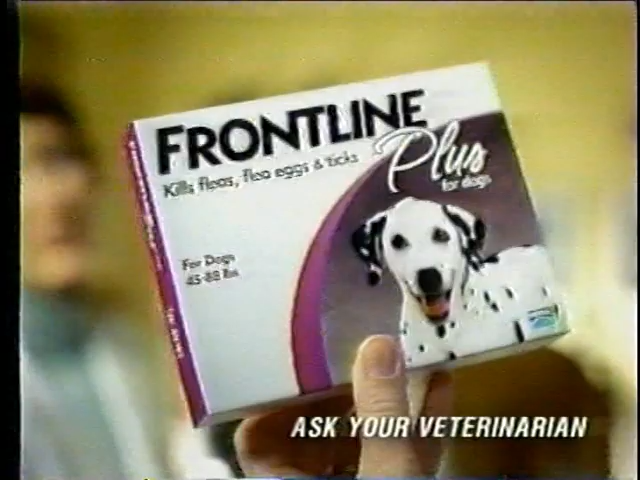 FRONTLINE
Plus
for dogs
Kills fleas, flea eggs & ticks
For Dogs
45-88 lbs
ASK YOUR VETERINARIAN